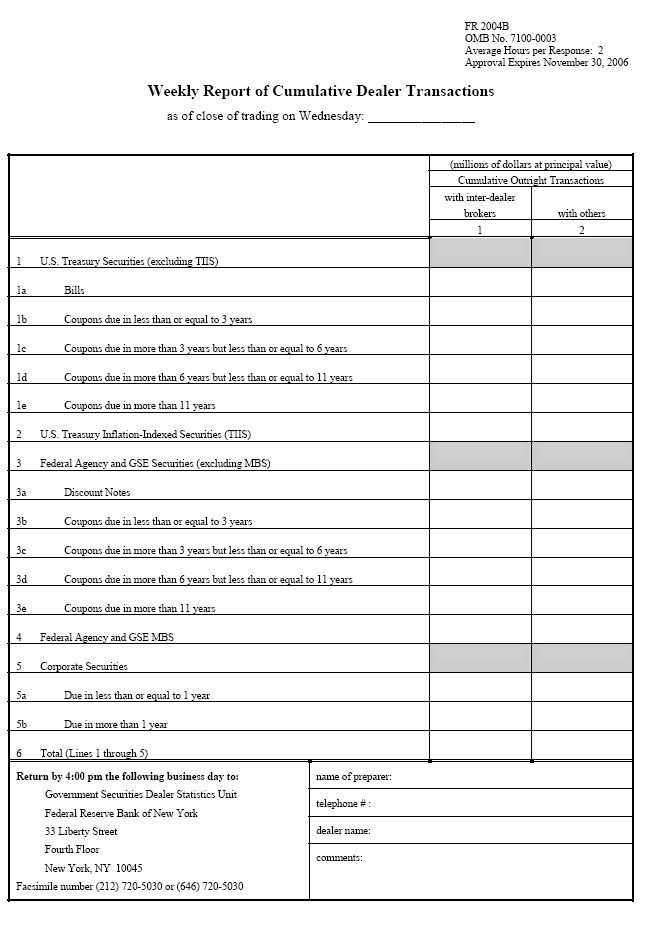 FR 2004B
OMB No. 7100-0003
Average Hours per Response: 2
Approval Expires November 30, 2006
Weekly Report of Cumulative Dealer Transactions
as of close of trading on Wednesday: _________________
(millions of dollars at principal value)
Cumulative Outright Transactions
with inter-dealer
brokers with others
1 2
1 U.S. Treasury Securities (excluding TIIS)
1a Bills
1b Coupons due in less than or equal to 3 years
1c Coupons due in more than 3 years but less than or equal to 6 years
1d Coupons due in more than 6 years but less than or equal to 11 years
1e Coupons due in more than 11 years
2 U.S. Treasury Inflation-Indexed Securities (TIIS)
3 Federal Agency and GSE Securities (excluding MBS)
3a Discount Notes
3b Coupons due in less than or equal to 3 years
3c Coupons due in more than 3 years but less than or equal to 6 years
3d Coupons due in more than 6 years but less than or equal to 11 years
3e Coupons due in more than 11 years
4 Federal Agency and GSE MBS
5 Corporate Securities
5a Due in less than or equal to 1 year
5b Due in more than 1 year
6 Total (Lines 1 through 5)
Return by 4:00 pm the following business day to:
Government Securities Dealer Statistics Unit
Federal Reserve Bank of New York
33 Liberty Street
Fourth Floor
New York, NY 10045
Facsimile number (212) 720-5030 or (646) 720-5030
name of preparer:
telephone # :
dealer name:
comments: